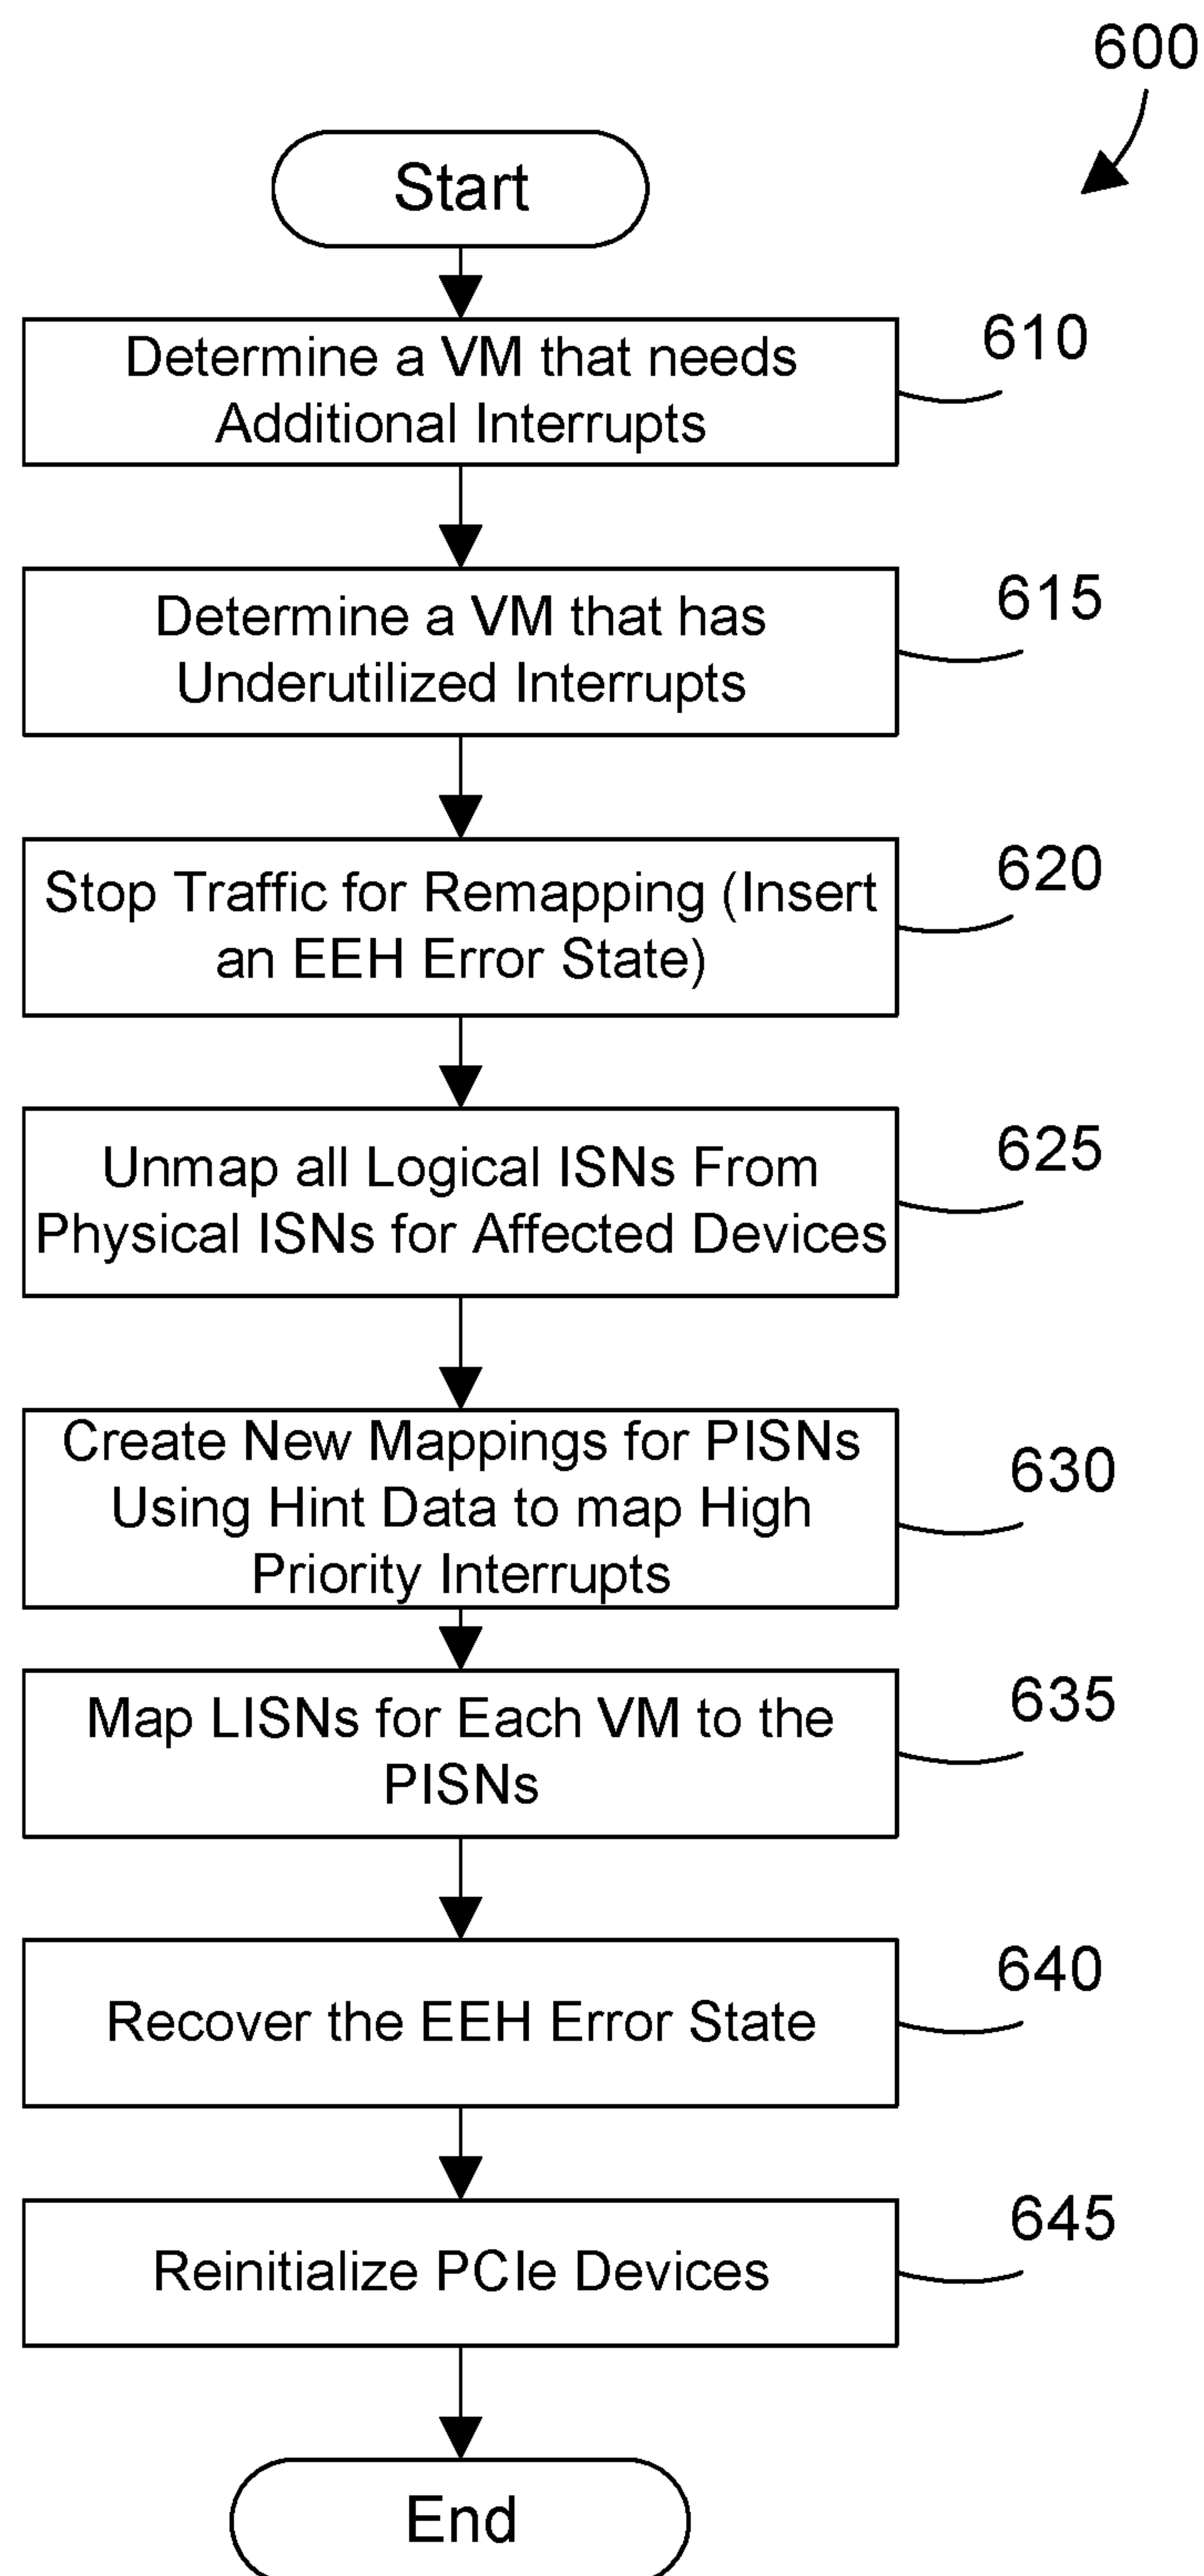 600
Start
Determine a VM that needs
Additional Interrupts
610
Determine a VM that has
Underutilized Interrupts
615
Stop Traffic for Remapping (Insert
an EEH Error State)
620
Unmap all Logical ISNs From
Physical ISNs for Affected Devices
625
Create New Mappings for PISNs
Using Hint Data to map High
Priority Interrupts
630
Map LISNs for Each VM to the
PISNs
635
Recover the EEH Error State
640
Reinitialize PCIe Devices
645
End